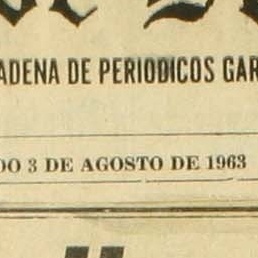 ADENA DE PERIODICOS GAR
DO 3 DE AGOSTO DE 1963